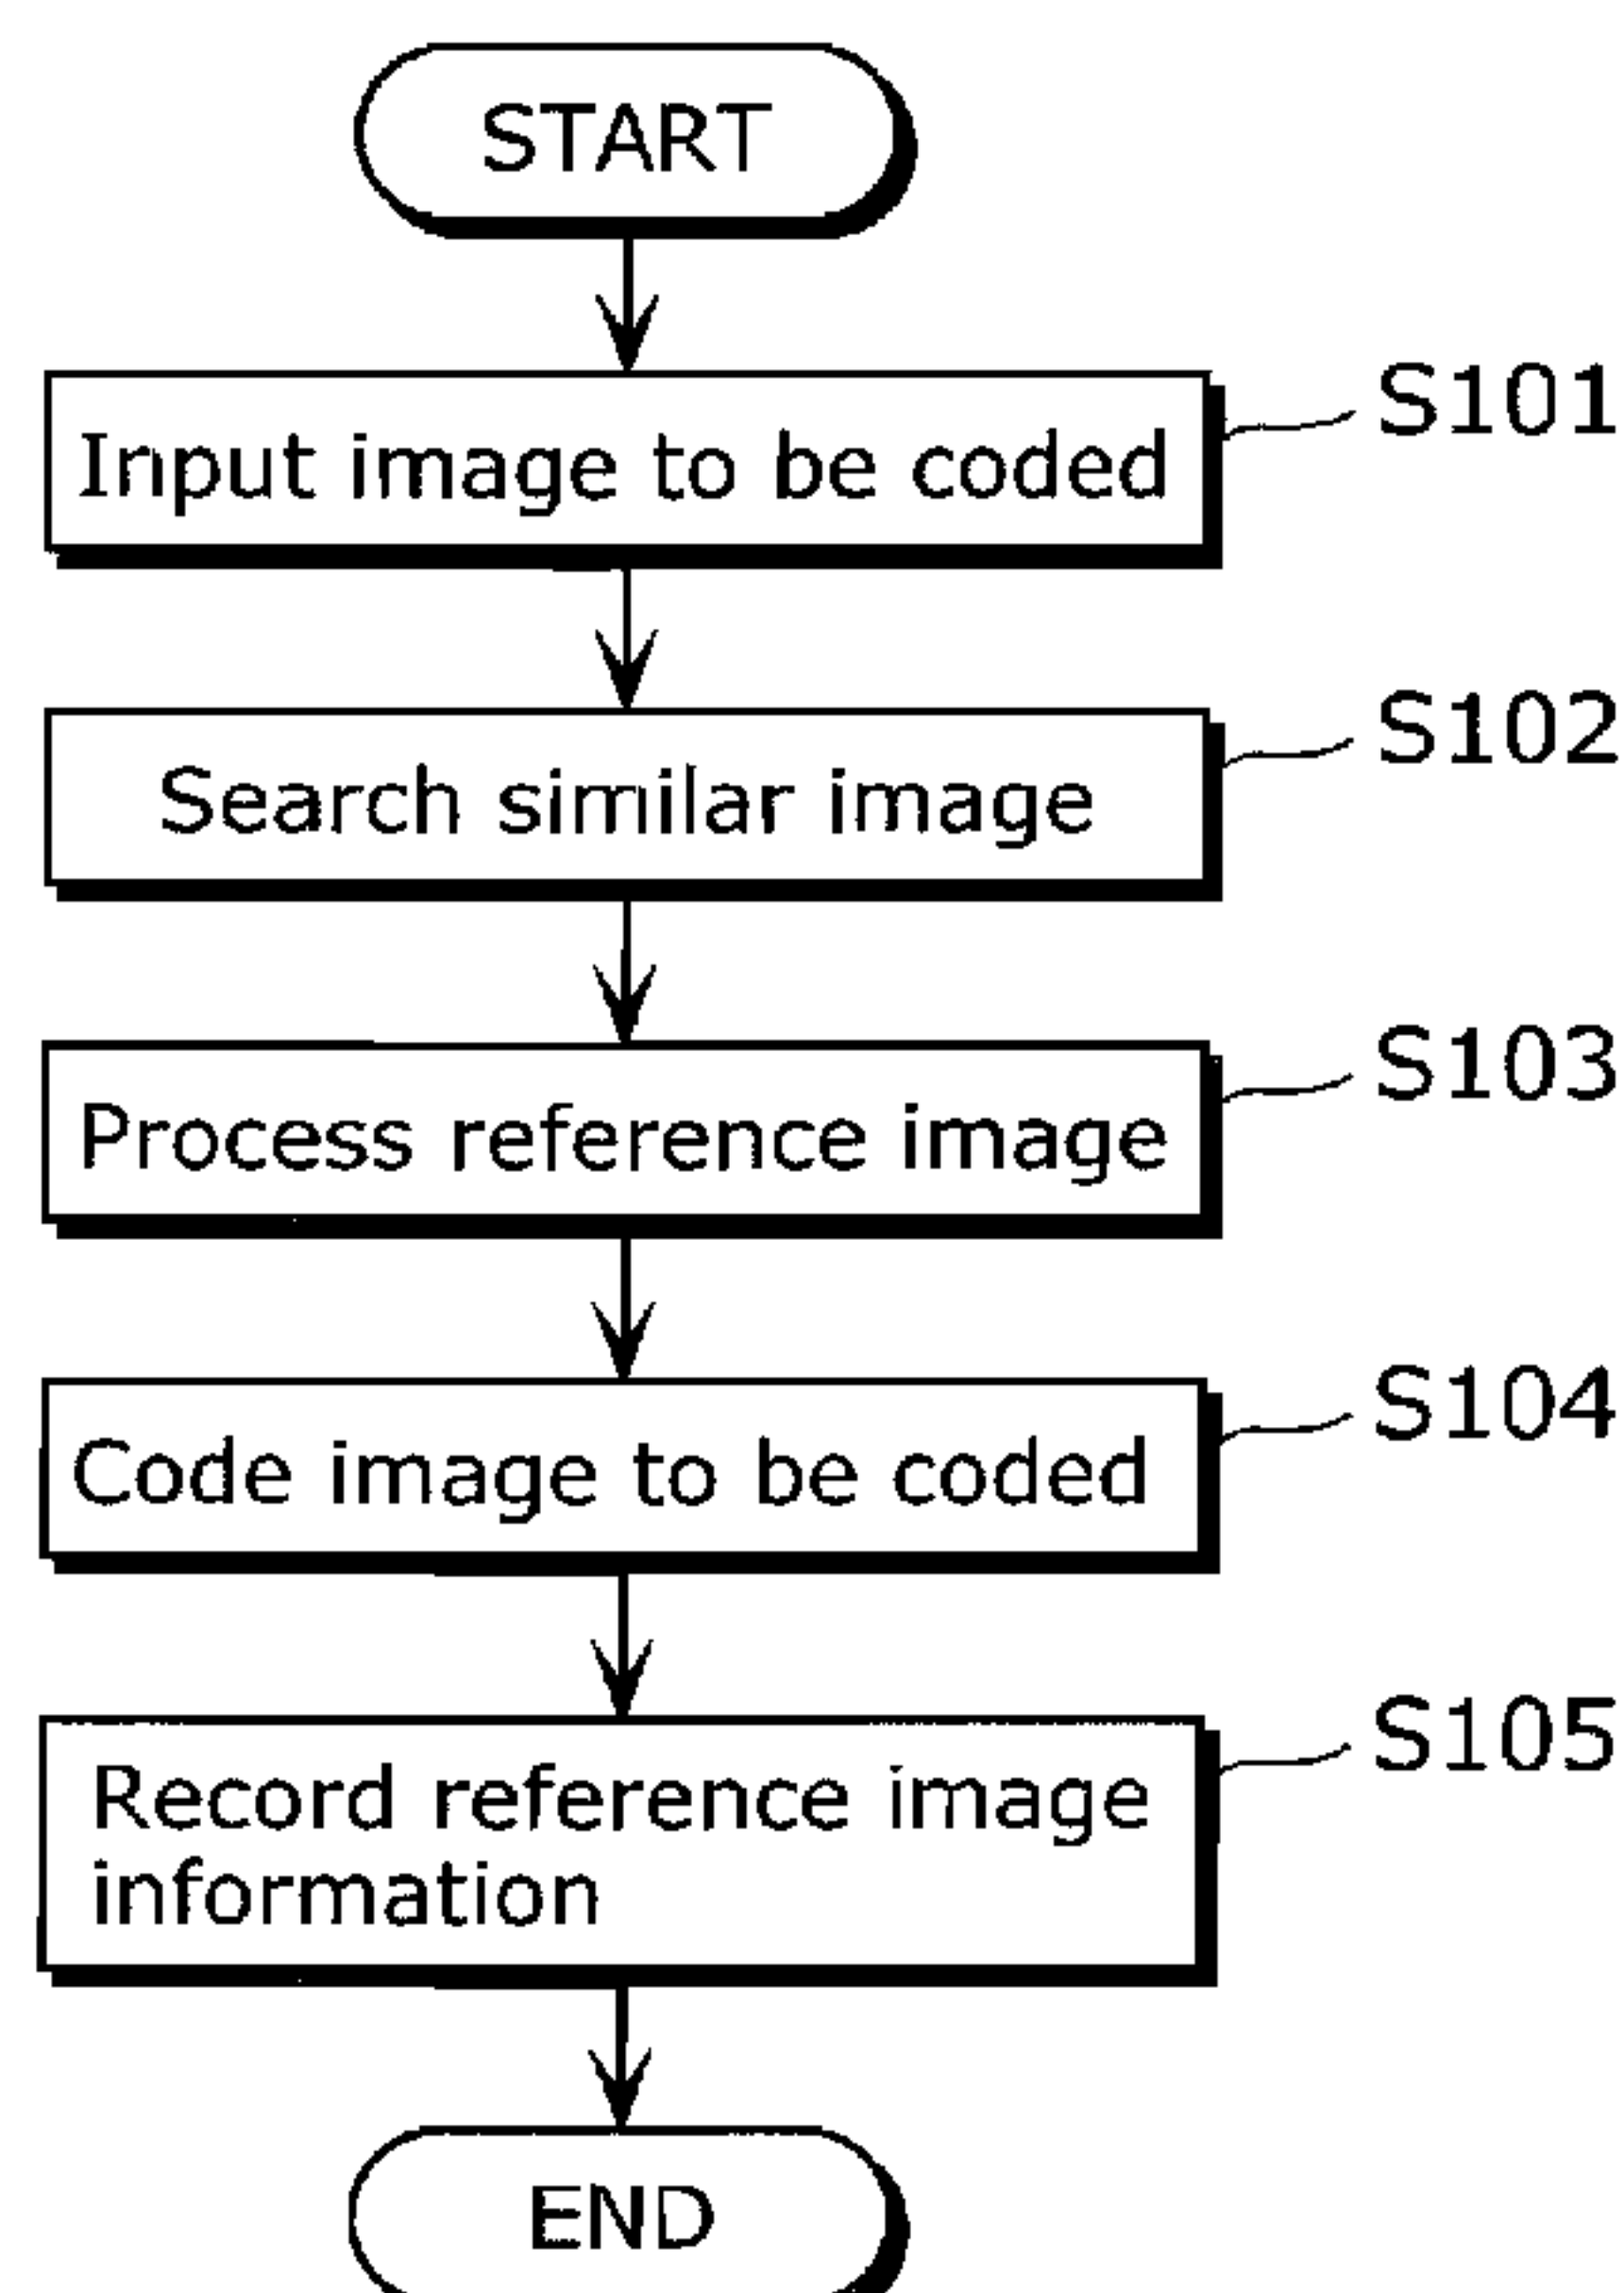 START
Input image to be coded
S101
Search similar image
S102
Process reference image
S103
Code image to be coded
S104
Record reference image
information
S105
END